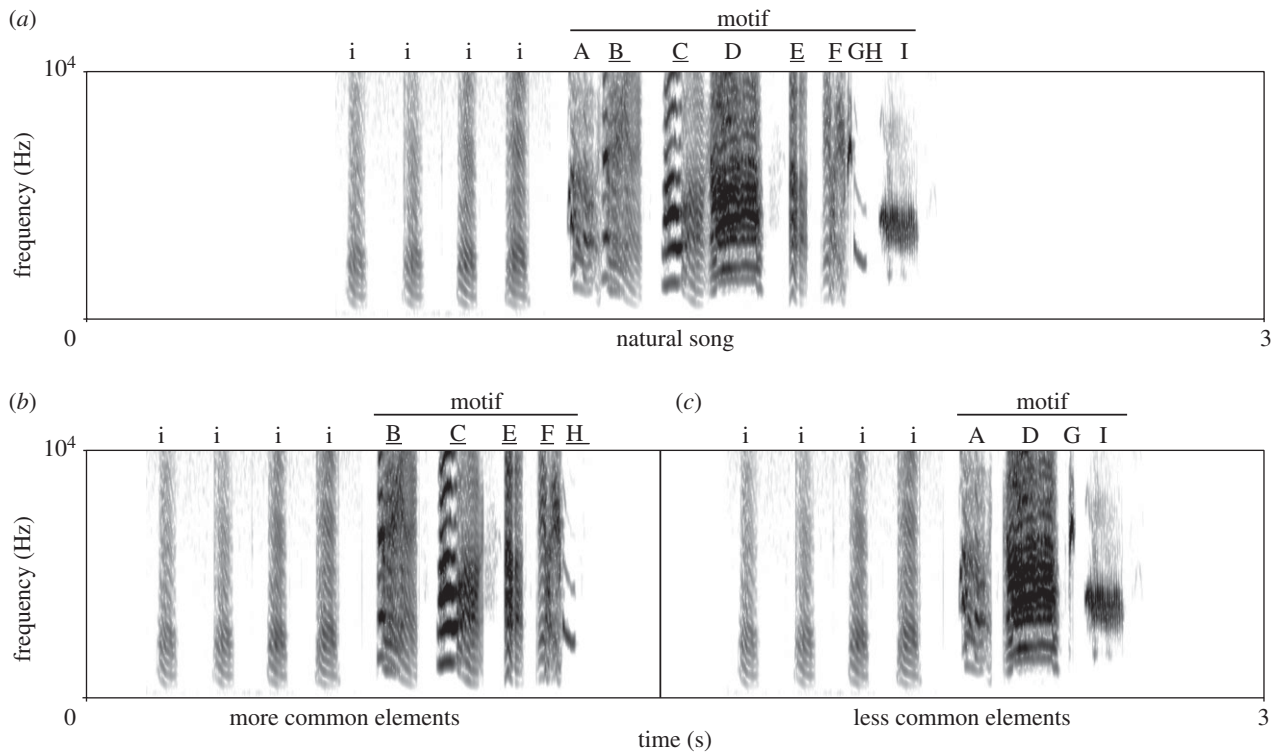 (a)
motif
i i i i A B C D E F G H I
10⁴
frequency (Hz)
0 natural song 3
(b) (c)
motif motif
i i i i B C E F H i i i i A D G I
10⁴
frequency (Hz)
0 more common elements less common elements 3
time (s)